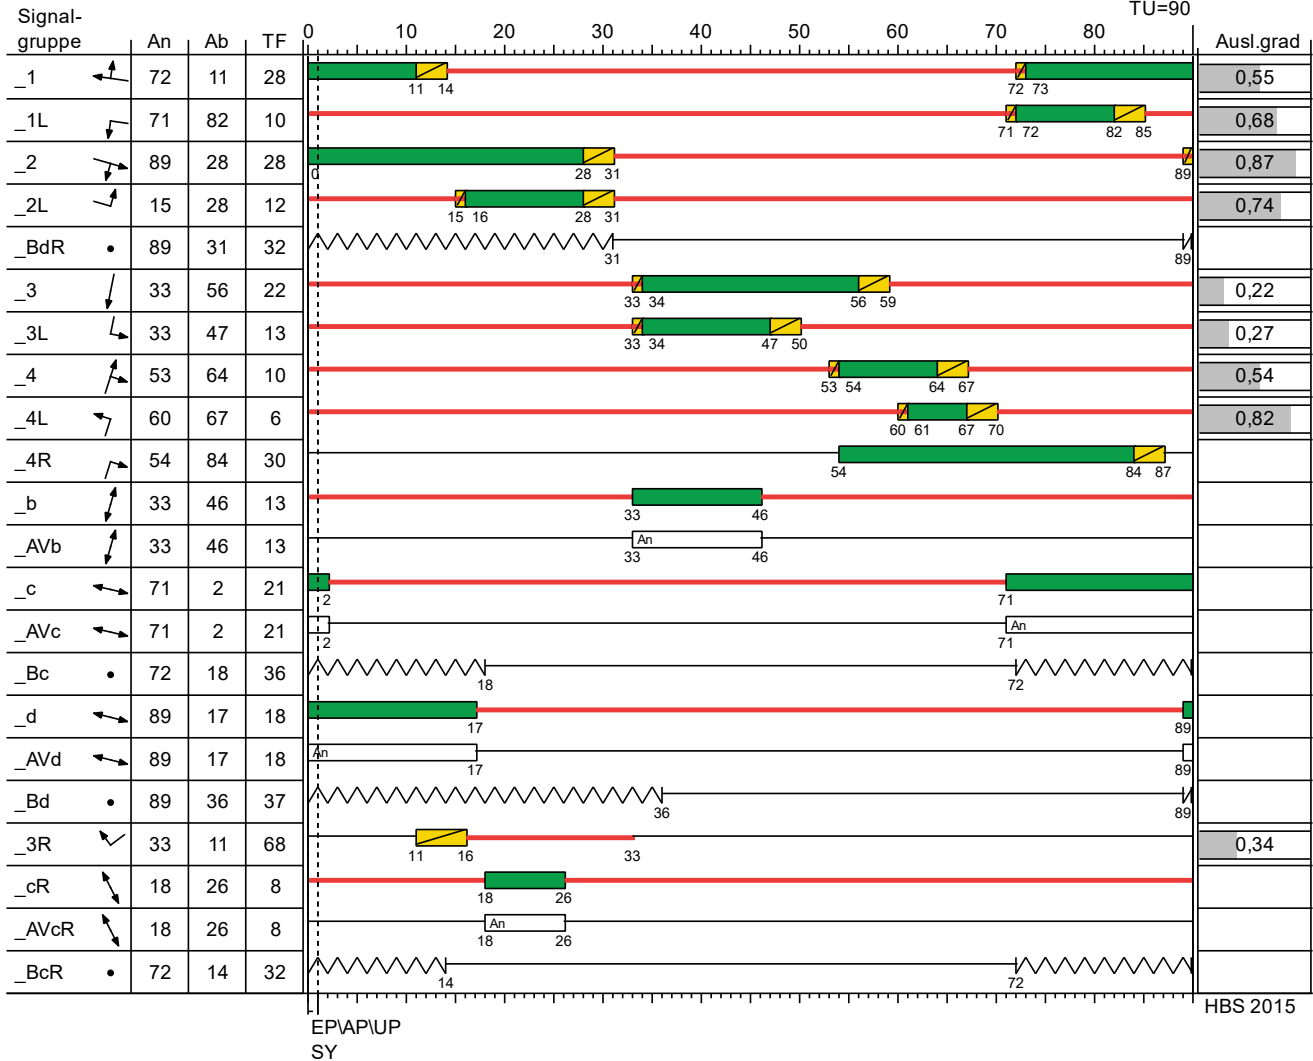 TU=90
Signal-
gruppe An Ab TF 0 10 20 30 40 50 60 70 80 Ausl.grad
_1 72 11 28 0,55
11 14 72 73
_1L 71 82 10 0,68
71 72 82 85
_2 89 28 28 0,87
0 28 31 89
_2L 15 28 12 0,74
15 16 28 31
_BdR 89 31 32
31 89
_3 33 56 22 0,22
33 34 56 59
_3L 33 47 13 0,27
33 34 47 50
_4 53 64 10 0,54
53 54 64 67
_4L 60 67 6 0,82
60 61 67 70
_4R 54 84 30
54 84 87
_b 33 46 13
33 46
_AVb 33 46 13 An
33 46
_c 71 2 21
2 71
_AVc 71 2 21 An
2 71
_Bc 72 18 36
18 72
_d 89 17 18
17 89
_AVd 89 17 18 An
17 89
_Bd 89 36 37
36 89
_3R 33 11 68 0,34
11 16 33
_cR 18 26 8
18 26
_AVcR 18 26 8 An
18 26
_BcR 72 14 32
14 72
HBS 2015
EP\AP\UP
SY